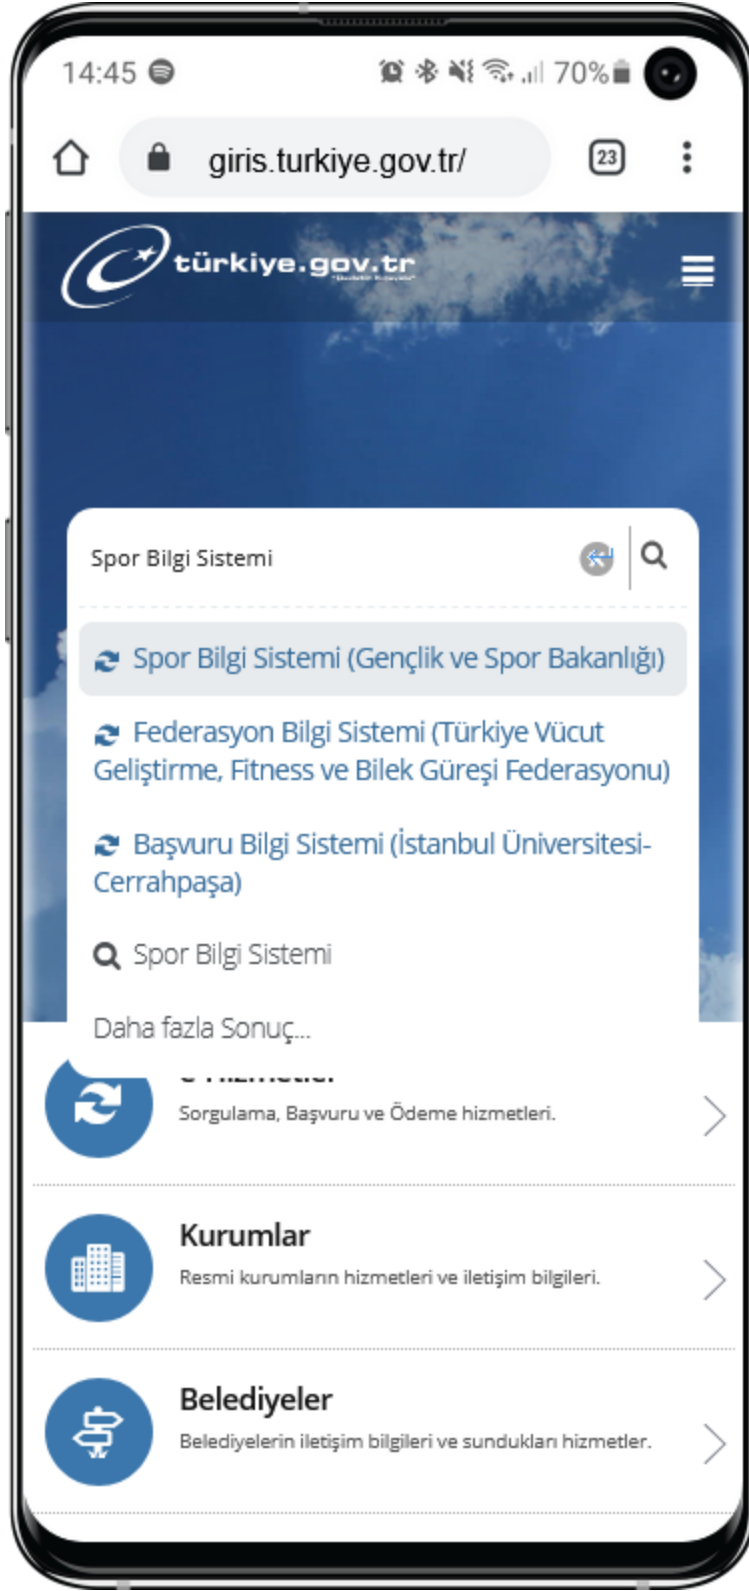 14:45
70%
giris.turkiye.gov.tr/
23
türkiye.gov.tr
Spor Bilgi Sistemi
Spor Bilgi Sistemi (Gençlik ve Spor Bakanlığı)
Federasyon Bilgi Sistemi (Türkiye Vücut
Geliştirme, Fitness ve Bilek Güreşi Federasyonu)
Başvuru Bilgi Sistemi (İstanbul Üniversitesi-
Cerrahpaşa)
Spor Bilgi Sistemi
Daha fazla Sonuç...
Sorgulama, Başvuru ve Ödeme hizmetleri.
Kurumlar
Resmi kurumların hizmetleri ve iletişim bilgileri.
Belediyeler
Belediyelerin iletişim bilgileri ve sundukları hizmetler.